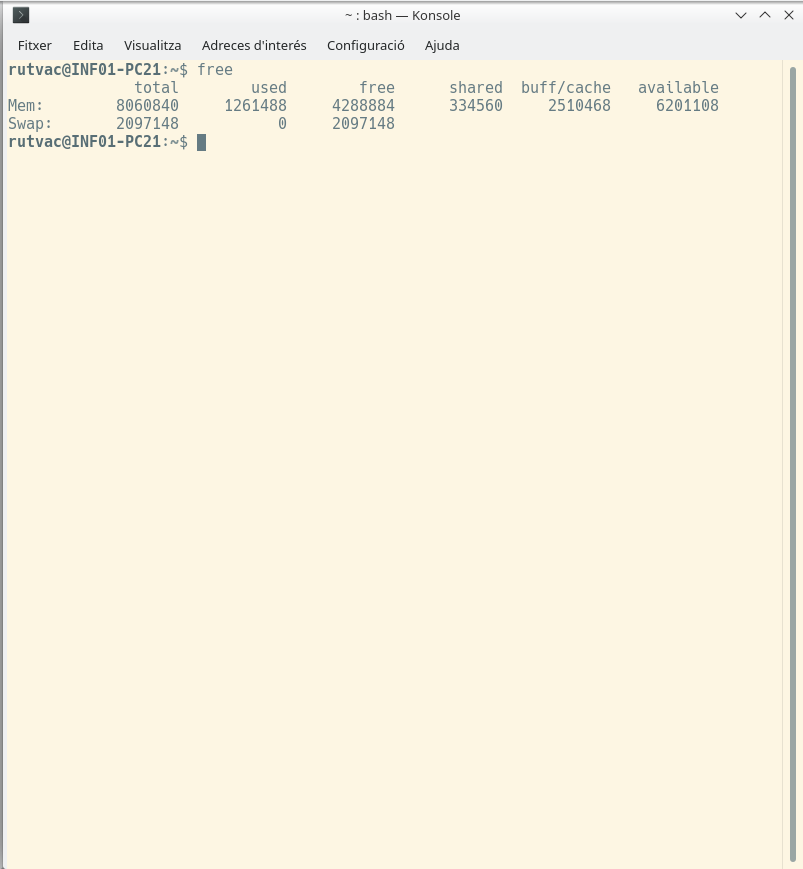 ~ : bash — Konsole
Fitxer Edita Visualitza Adreces d'interés Configuració Ajuda
rutvac@INF01-PC21:~$ free
              total        used        free      shared  buff/cache   available
Mem:        8060840     1261488     4288884      334560     2510468     6201108
Swap:       2097148           0     2097148
rutvac@INF01-PC21:~$